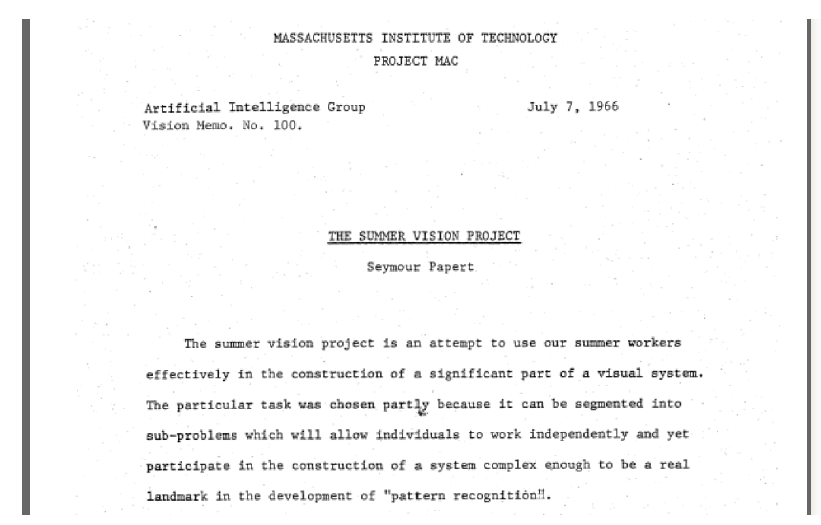 MASSACHUSETTS INSTITUTE OF TECHNOLOGY
PROJECT MAC
Artificial Intelligence Group July 7, 1966
Vision Memo. No. 100.
THE SUMMER VISION PROJECT
Seymour Papert
The summer vision project is an attempt to use our summer workers
effectively in the construction of a significant part of a visual system.
The particular task was chosen partly because it can be segmented into
sub-problems which will allow individuals to work independently and yet
participate in the construction of a system complex enough to be a real
landmark in the development of "pattern recognition".